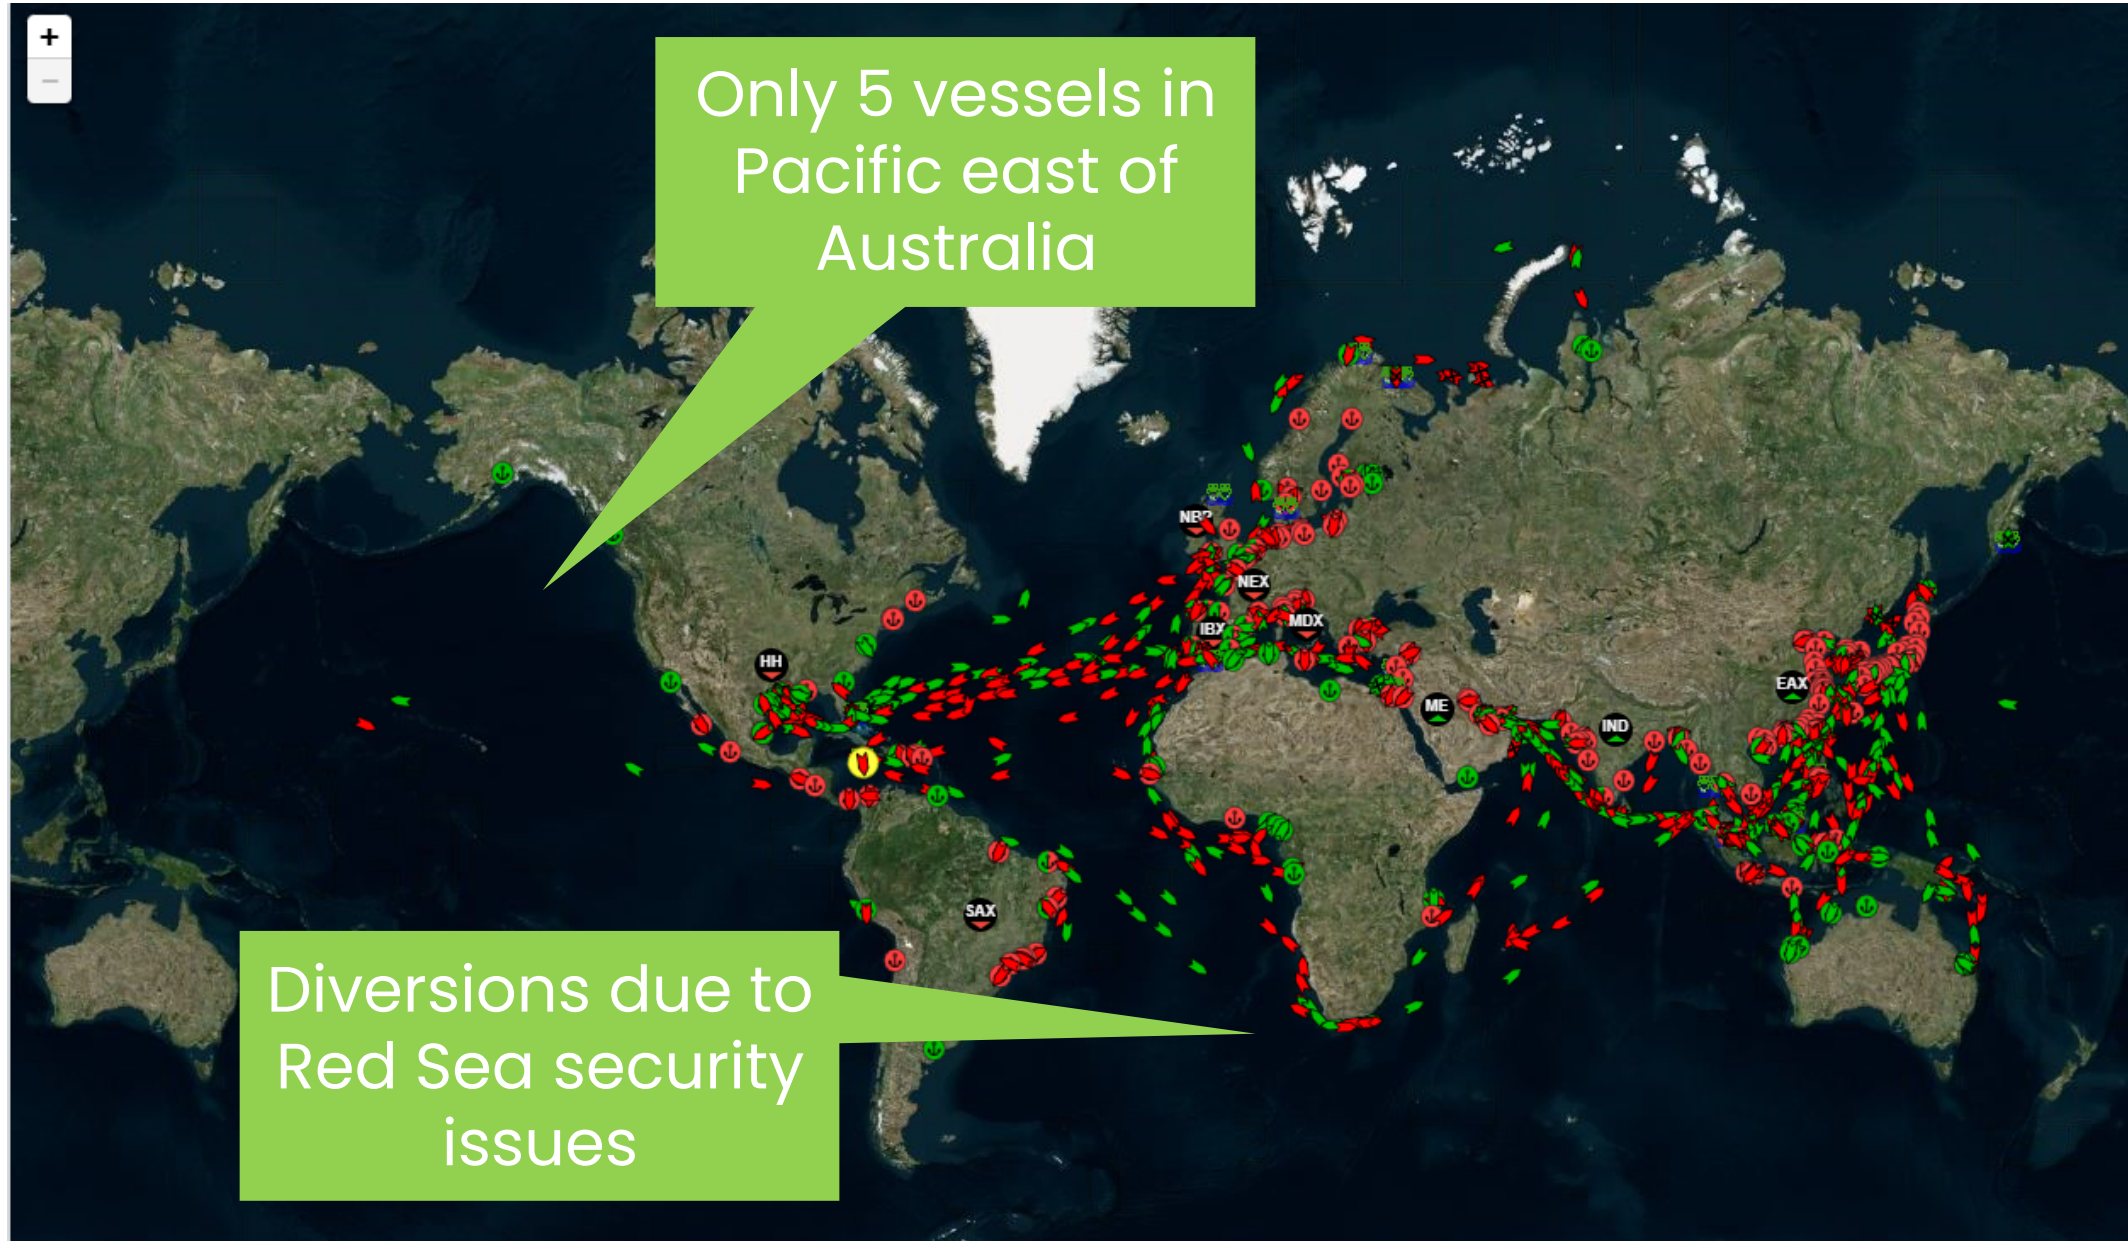 +
−
Only 5 vessels in
Pacific east of
Australia
NBP
NEX
IBX
MDX
HH
ME
IND
EAX
SAX
Diversions due to
Red Sea security
issues